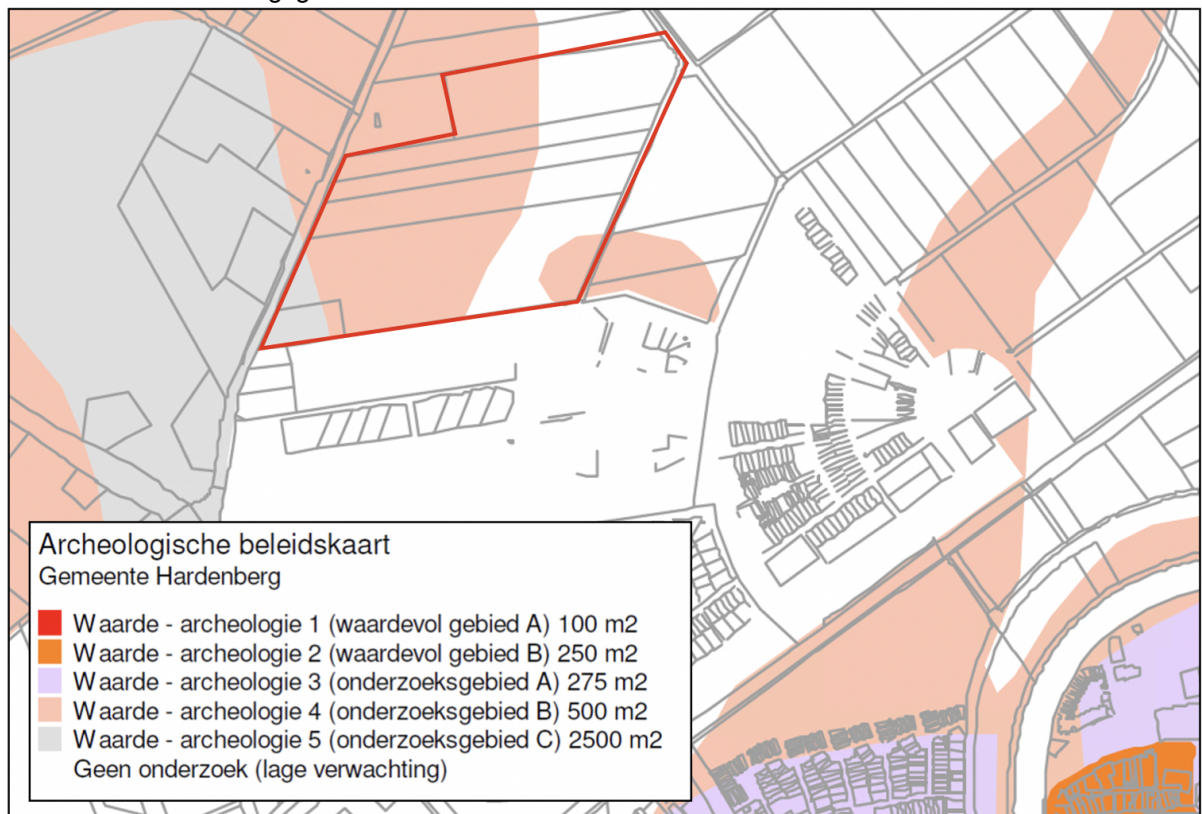 Archeologische beleidskaart
Gemeente Hardenberg
Waarde - archeologie 1 (waardevol gebied A) 100 m2
Waarde - archeologie 2 (waardevol gebied B) 250 m2
Waarde - archeologie 3 (onderzoeksgebied A) 275 m2
Waarde - archeologie 4 (onderzoeksgebied B) 500 m2
Waarde - archeologie 5 (onderzoeksgebied C) 2500 m2
Geen onderzoek (lage verwachting)